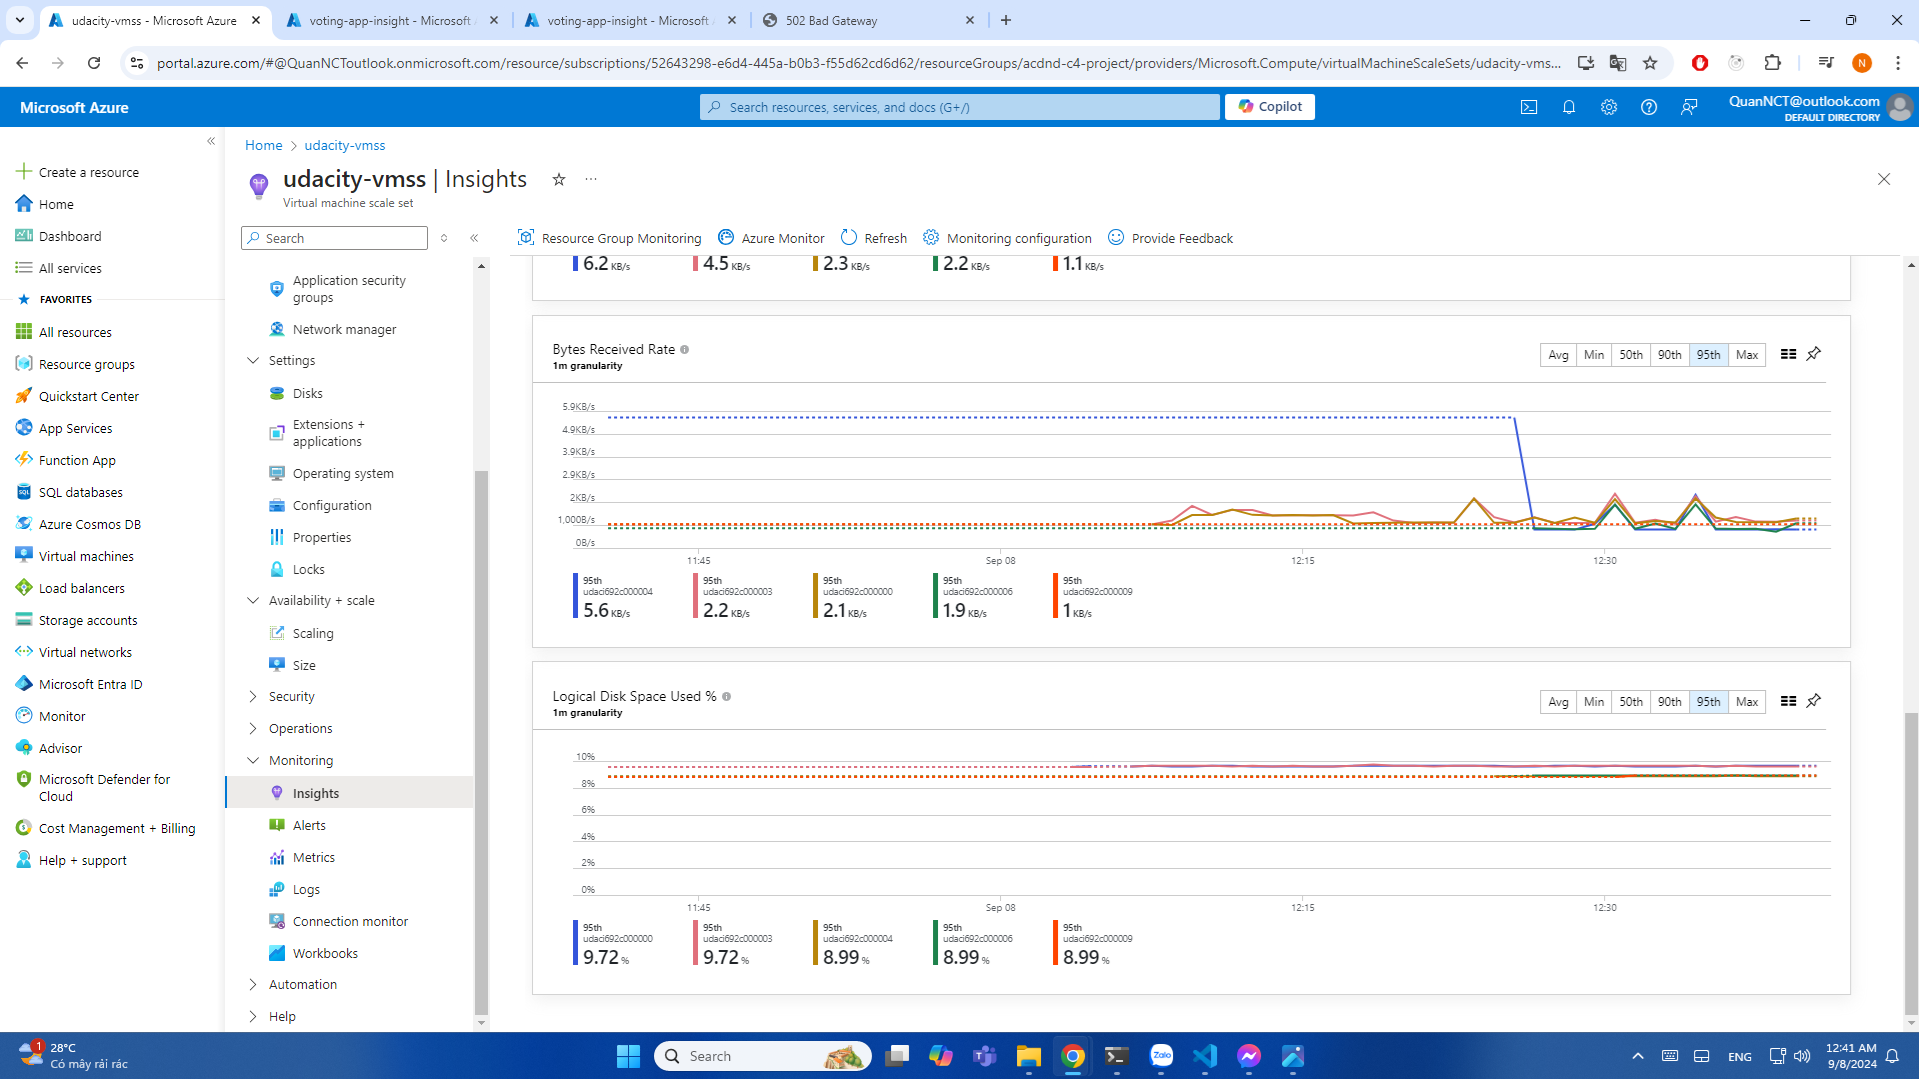 udacity-vmss - Microsoft Azure
voting-app-insight - Microsoft A
voting-app-insight - Microsoft A
502 Bad Gateway
portal.azure.com/#@QuanNCToutlook.onmicrosoft.com/resource/subscriptions/52643298-e6d4-445a-b0b3-f55d62cd6d62/resourceGroups/acdnd-c4-project/providers/Microsoft.Compute/virtualMachineScaleSets/udacity-vms...
N
Microsoft Azure
Search resources, services, and docs (G+/)
Copilot
QuanNCT@outlook.com
DEFAULT DIRECTORY
Create a resource
Home
Dashboard
All services
FAVORITES
All resources
Resource groups
Quickstart Center
App Services
Function App
SQL databases
Azure Cosmos DB
Virtual machines
Load balancers
Storage accounts
Virtual networks
Microsoft Entra ID
Monitor
Advisor
Microsoft Defender for
Cloud
Cost Management + Billing
Help + support
Home > udacity-vmss
udacity-vmss | Insights
Virtual machine scale set
Search
Application security
groups
Network manager
Settings
Disks
Extensions +
applications
Operating system
Configuration
Properties
Locks
Availability + scale
Scaling
Size
Security
Operations
Monitoring
Insights
Alerts
Metrics
Logs
Connection monitor
Workbooks
Automation
Help
Resource Group Monitoring
Azure Monitor
Refresh
Monitoring configuration
Provide Feedback
6.2 KB/s
4.5 KB/s
2.3 KB/s
2.2 KB/s
1.1 KB/s
Bytes Received Rate
1m granularity
Avg Min 50th 90th 95th Max
5.9KB/s
4.9KB/s
3.9KB/s
2.9KB/s
2KB/s
1,000B/s
0B/s
11:45 Sep 08 12:15 12:30
95th
udaci692c000004
5.6 KB/s
95th
udaci692c000003
2.2 KB/s
95th
udaci692c000000
2.1 KB/s
95th
udaci692c000006
1.9 KB/s
95th
udaci692c000009
1 KB/s
Logical Disk Space Used %
1m granularity
Avg Min 50th 90th 95th Max
10%
8%
6%
4%
2%
0%
11:45 Sep 08 12:15 12:30
95th
udaci692c000000
9.72 %
95th
udaci692c000003
9.72 %
95th
udaci692c000004
8.99 %
95th
udaci692c000006
8.99 %
95th
udaci692c000009
8.99 %
1
28°C
Có mây rải rác
Search
Zalo
ENG
12:41 AM
9/8/2024